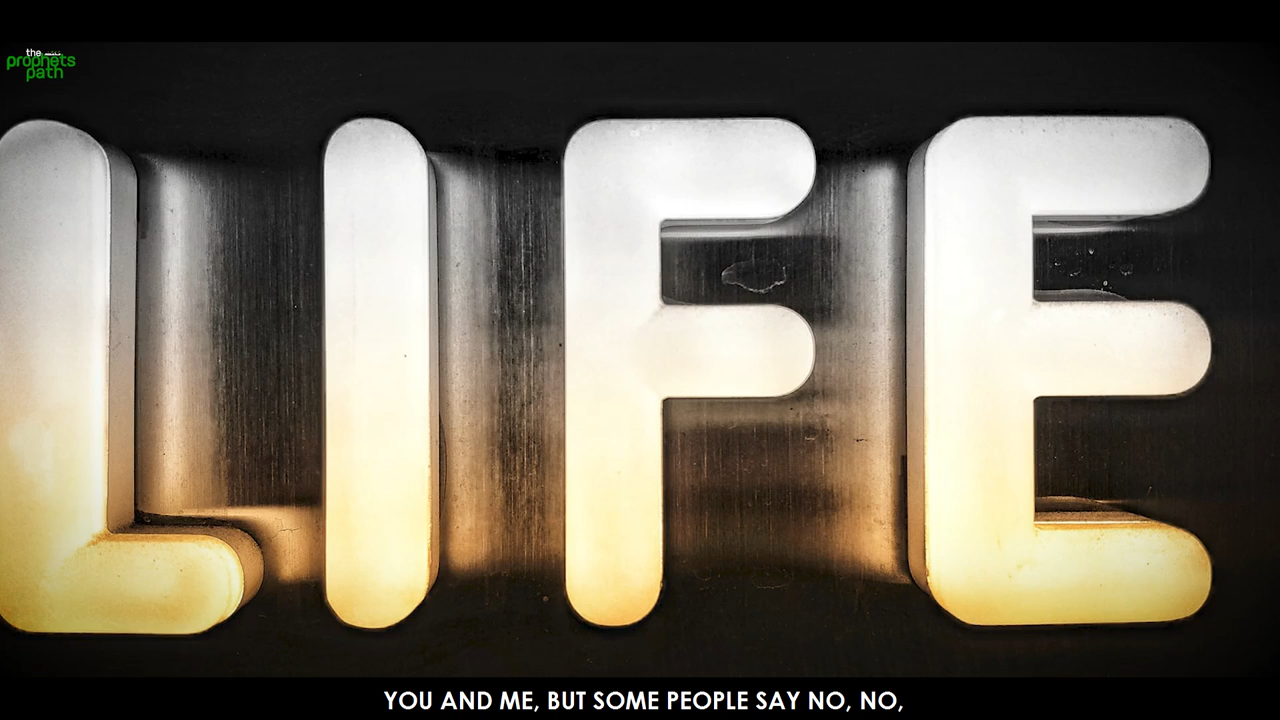 the
prophets
path
LIFE
YOU AND ME, BUT SOME PEOPLE SAY NO, NO,